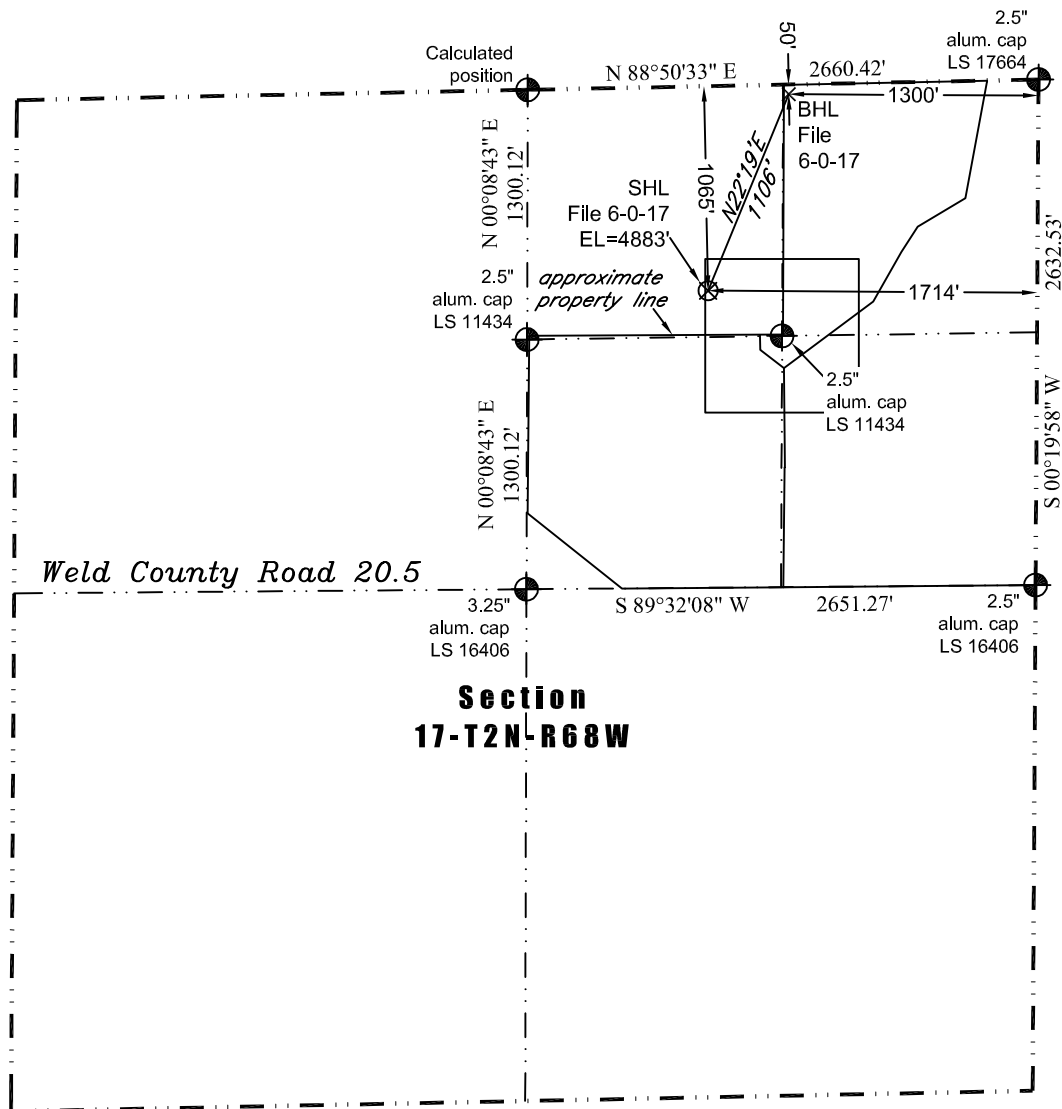 2.5"
alum. cap
LS 17664
Calculated
position
50'
N 88°50'33" E
2660.42'
1300'
BHL
File
6-0-17
N 00°08'43" E
1300.12'
1065'
N22°19'E
1106'
SHL
File 6-0-17
EL=4883'
2632.53'
2.5"
alum. cap
LS 11434
approximate
property line
1714'
2.5"
alum. cap
LS 11434
N 00°08'43" E
1300.12'
S 00°19'58" W
Weld County Road 20.5
3.25"
alum. cap
LS 16406
S 89°32'08" W
2651.27'
2.5"
alum. cap
LS 16406
Section
17-T2N-R68W